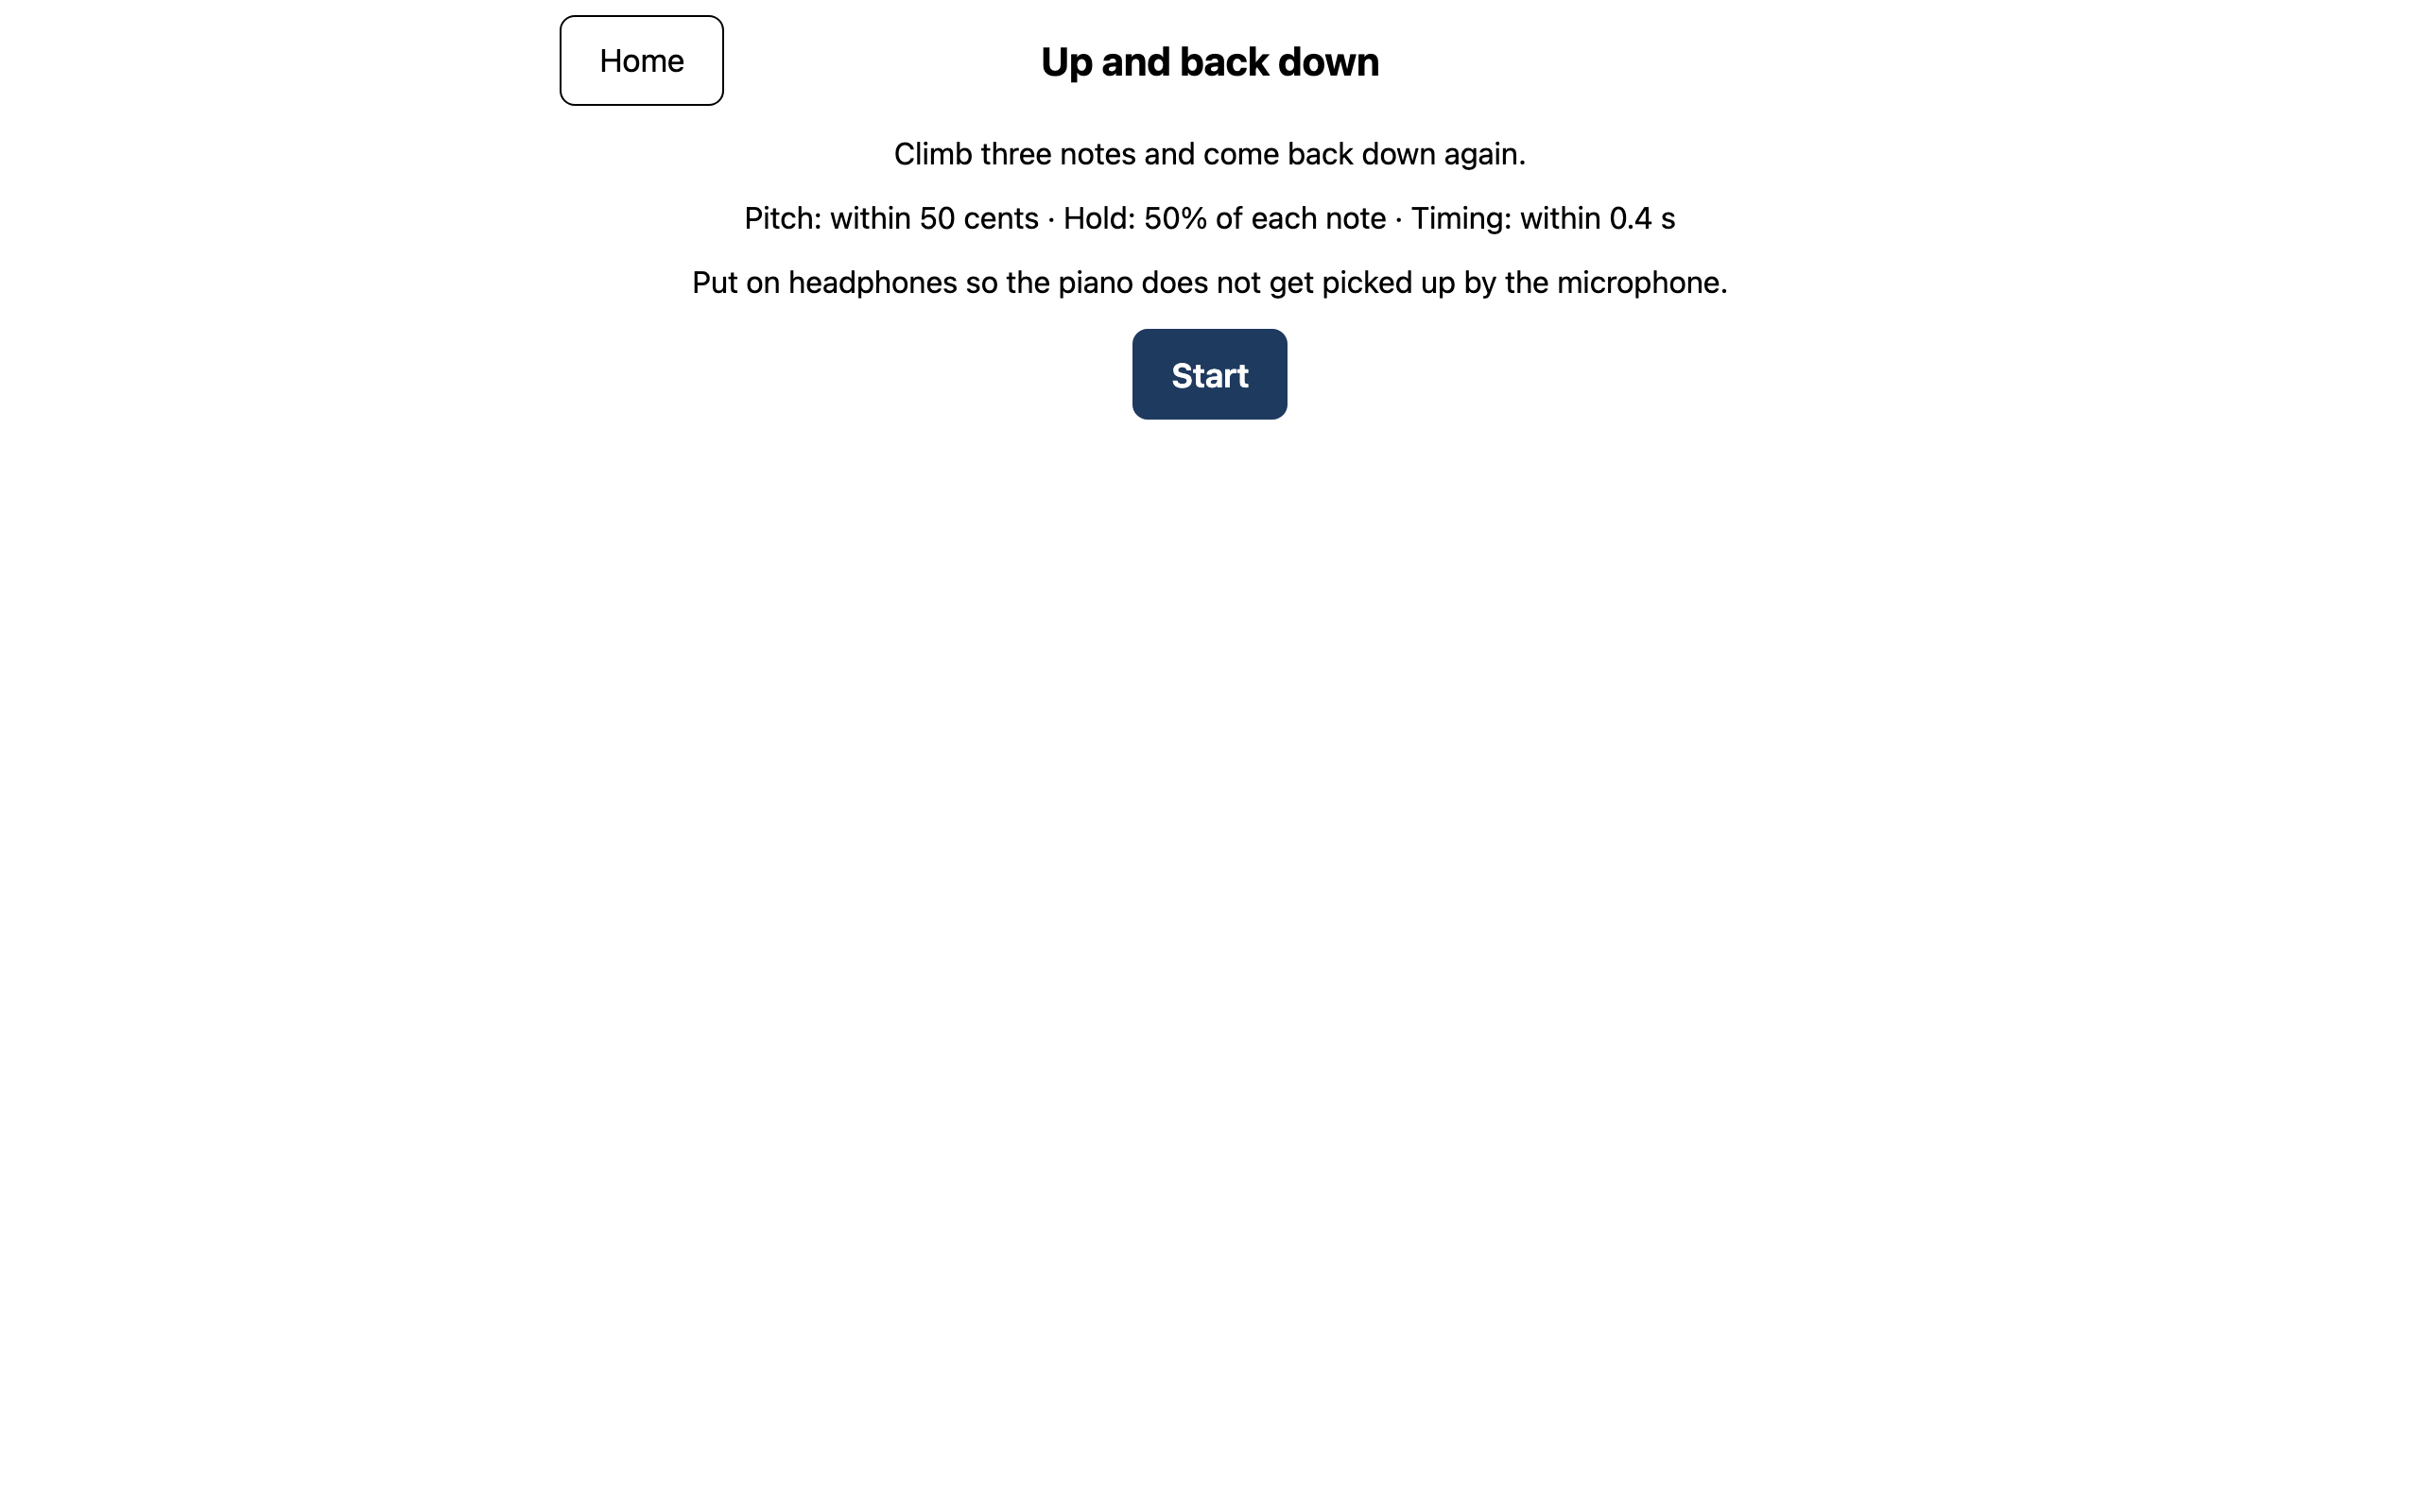 Home
Up and back down
Climb three notes and come back down again.
Pitch: within 50 cents · Hold: 50% of each note · Timing: within 0.4 s
Put on headphones so the piano does not get picked up by the microphone.
Start